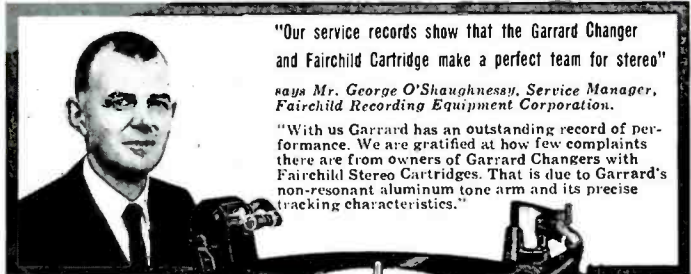 "Our service records show that the Garrard Changer
and Fairchild Cartridge make a perfect team for stereo"
says Mr. George O'Shaughnessy, Service Manager,
Fairchild Recording Equipment Corporation.
"With us Garrard has an outstanding record of per-
formance. We are gratified at how few complaints
there are from owners of Garrard Changers with
Fairchild Stereo Cartridges. That is due to Garrard's
non-resonant aluminum tone arm and its precise
tracking characteristics."